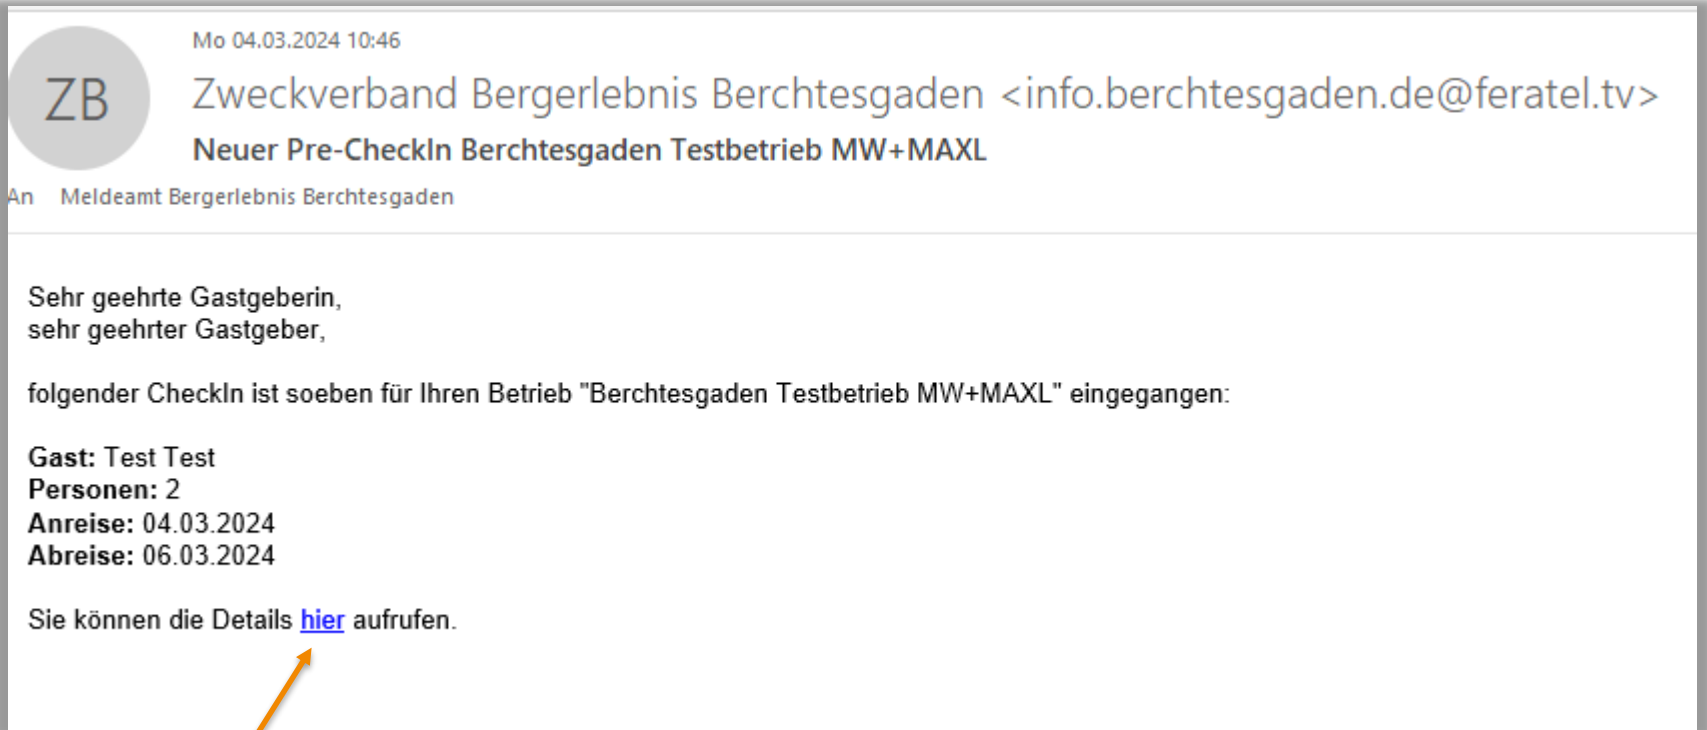 ZB
Mo 04.03.2024 10:46
Zweckverband Bergerlebnis Berchtesgaden <info.berchtesgaden.de@feratel.tv>
Neuer Pre-CheckIn Berchtesgaden Testbetrieb MW+MAXL
An Meldeamt Bergerlebnis Berchtesgaden
Sehr geehrte Gastgeberin,
sehr geehrter Gastgeber,
folgender CheckIn ist soeben für Ihren Betrieb "Berchtesgaden Testbetrieb MW+MAXL" eingegangen:
Gast: Test Test
Personen: 2
Anreise: 04.03.2024
Abreise: 06.03.2024
Sie können die Details hier aufrufen.